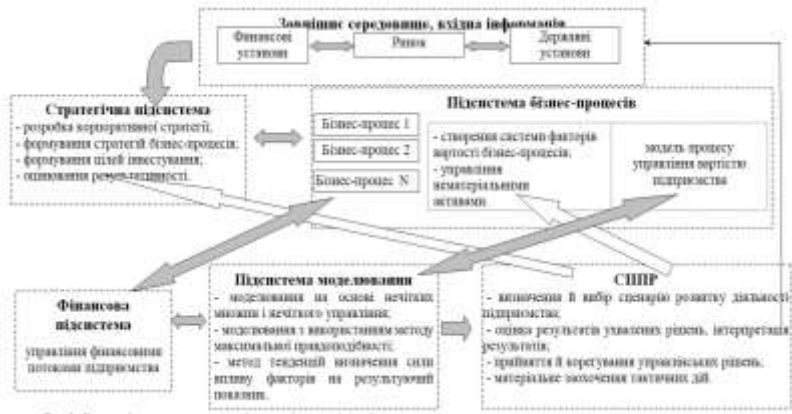 Зовнішнє середовище, вхідна інформація
Фінансові
установи
Ринок
Державні
установи
Стратегічна підсистема
- розробка корпоративної стратегії;
- формування стратегій бізнес-процесів;
- формування цілей інвестування;
- оцінювання результативності.
Підсистема бізнес-процесів
Бізнес-процес 1
Бізнес-процес 2
Бізнес-процес N
- створення системи факторів
вартості бізнес-процесів;
- управління
нематеріальними
активами
модель процесу
управління вартістю
підприємства
Фінансова
підсистема
управління фінансовими
потоками підприємства
Підсистема моделювання
- моделювання на основі нечітких
множин і нечіткого управління;
- моделювання з використанням методу
максимальної правдоподібності;
- метод тенденцій визначення сили
впливу факторів на результуючий
показник.
СППР
- визначення й вибір сценарію розвитку діяльності
підприємства;
- оцінка результатів ухвалених рішень, інтерпретація
результатів;
- прийняття й корегування управлінських рішень;
- матеріальне заохочення тактичних дій.